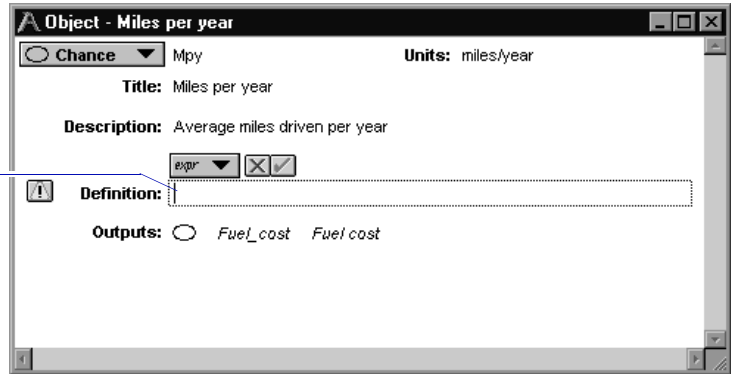 Object - Miles per year
Chance Mpy Units: miles/year
Title: Miles per year
Description: Average miles driven per year
expr
Definition:
Outputs: Fuel_cost Fuel cost